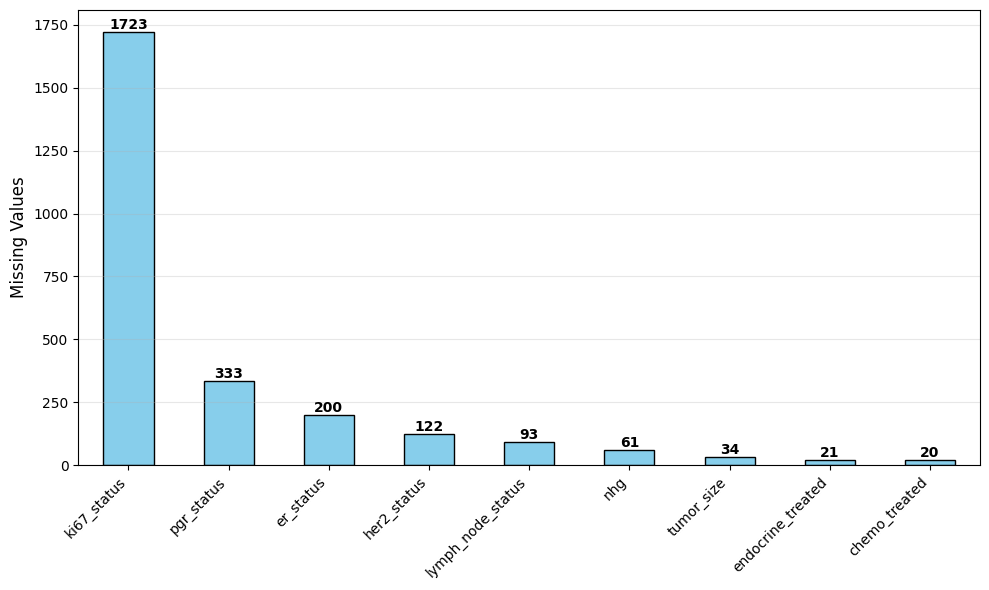 Missing Values
1750
1500
1250
1000
750
500
250
0
1723
333
200
122
93
61
34
21
20
ki67_status
pgr_status
er_status
her2_status
lymph_node_status
nhg
tumor_size
endocrine_treated
chemo_treated